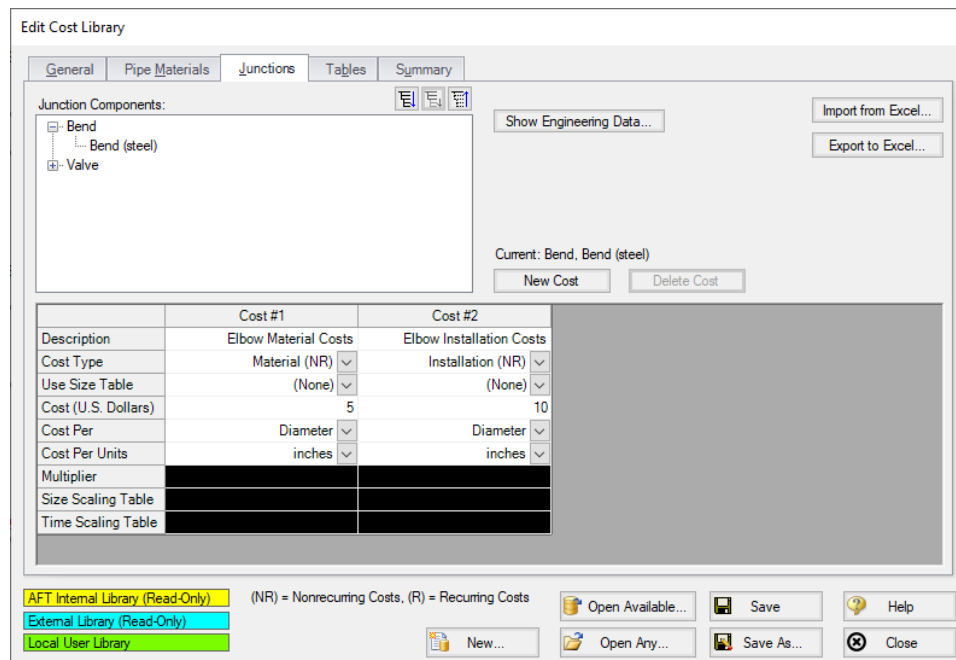 Edit Cost Library
General Pipe Materials Junctions Tables Summary
Junction Components:
Bend
Bend (steel)
Valve
Show Engineering Data...
Import from Excel...
Export to Excel...
Current: Bend, Bend (steel)
New Cost Delete Cost
Cost #1 Cost #2
Description Elbow Material Costs Elbow Installation Costs
Cost Type Material (NR) Installation (NR)
Use Size Table (None) (None)
Cost (U.S. Dollars) 5 10
Cost Per Diameter Diameter
Cost Per Units inches inches
Multiplier
Size Scaling Table
Time Scaling Table
AFT Internal Library (Read-Only) (NR) = Nonrecurring Costs, (R) = Recurring Costs
External Library (Read-Only)
Local User Library
Open Available... Save Help
New... Open Any... Save As... Close